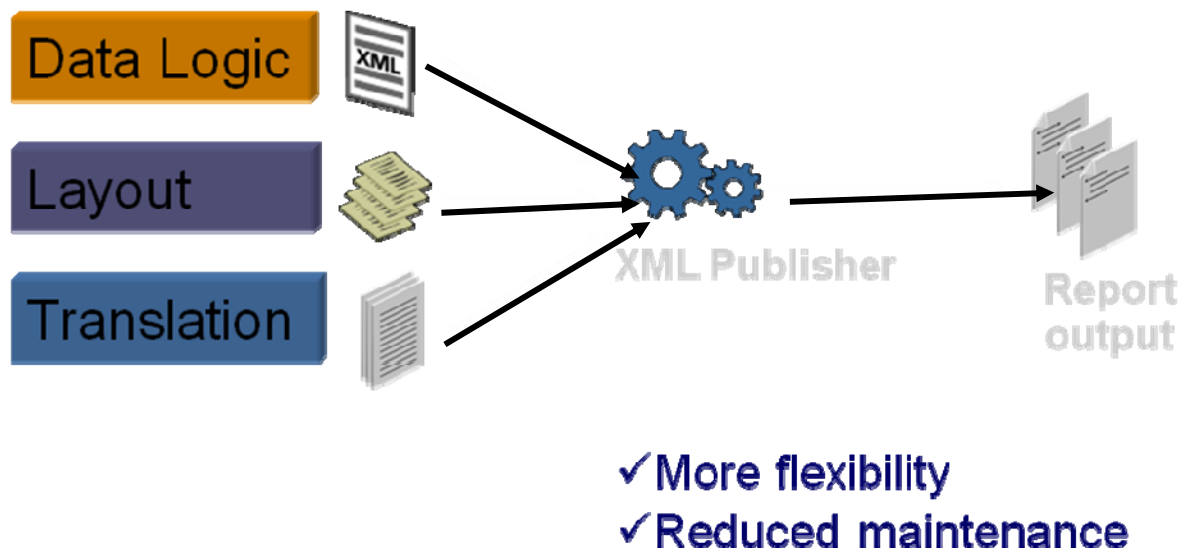 Data Logic
XML
Layout
XML Publisher
Translation
Report
output
✓More flexibility
✓Reduced maintenance